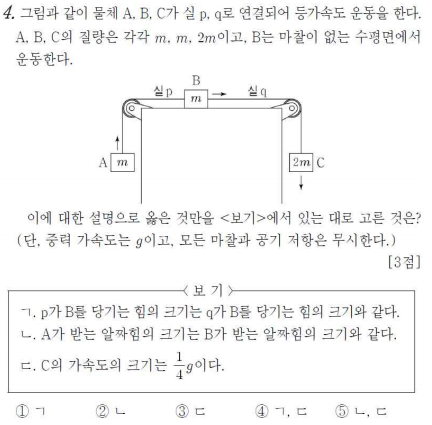 4. 그림과 같이 물체 A, B, C가 실 p, q로 연결되어 등가속도 운동을 한다.
A, B, C의 질량은 각각 m, m, 2m이고, B는 마찰이 없는 수평면에서
운동한다.
B
실 p
m
실 q
A
m
2m
C
이에 대한 설명으로 옳은 것만을 <보기>에서 있는 대로 고른 것은?
(단, 중력 가속도는 g이고, 모든 마찰과 공기 저항은 무시한다.)
[3점]
<보 기>
ㄱ. p가 B를 당기는 힘의 크기는 q가 B를 당기는 힘의 크기와 같다.
ㄴ. A가 받는 알짜힘의 크기는 B가 받는 알짜힘의 크기와 같다.
ㄷ. C의 가속도의 크기는 1/4 g이다.
① ㄱ ② ㄴ ③ ㄷ ④ ㄱ, ㄷ ⑤ ㄴ, ㄷ